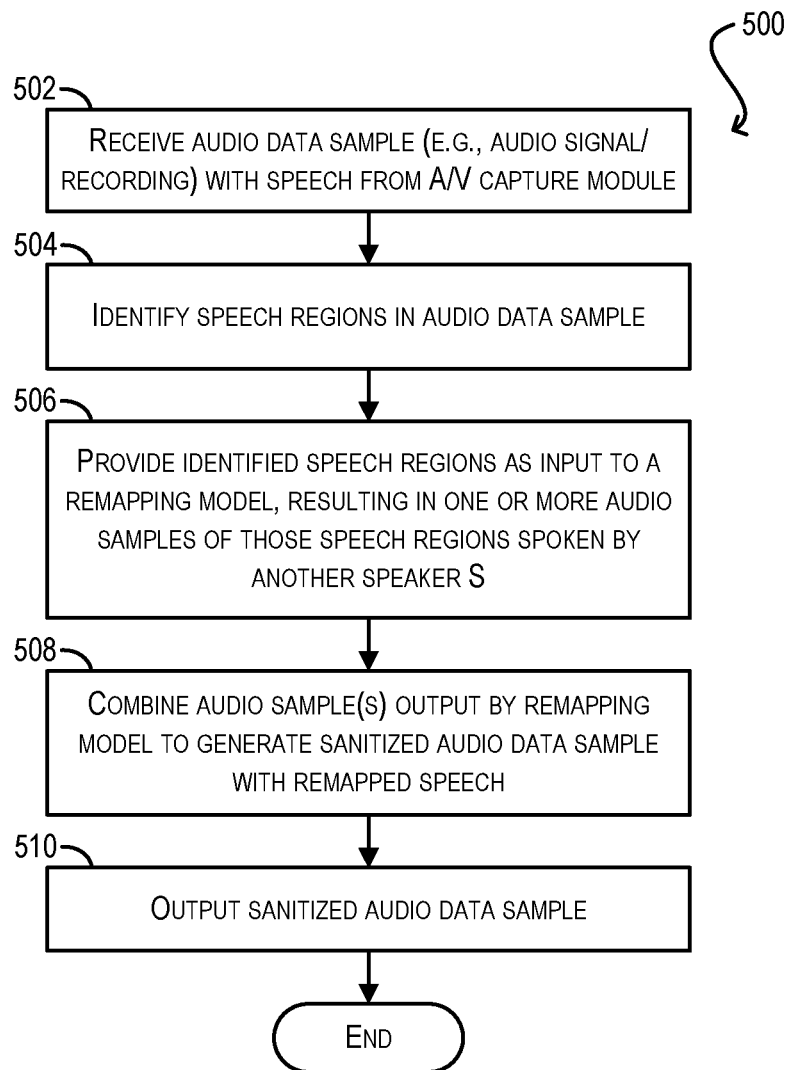 500
502
RECEIVE AUDIO DATA SAMPLE (E.G., AUDIO SIGNAL/
RECORDING) WITH SPEECH FROM A/V CAPTURE MODULE
504
IDENTIFY SPEECH REGIONS IN AUDIO DATA SAMPLE
506
PROVIDE IDENTIFIED SPEECH REGIONS AS INPUT TO A
REMAPPING MODEL, RESULTING IN ONE OR MORE AUDIO
SAMPLES OF THOSE SPEECH REGIONS SPOKEN BY
ANOTHER SPEAKER S
508
COMBINE AUDIO SAMPLE(S) OUTPUT BY REMAPPING
MODEL TO GENERATE SANITIZED AUDIO DATA SAMPLE
WITH REMAPPED SPEECH
510
OUTPUT SANITIZED AUDIO DATA SAMPLE
END